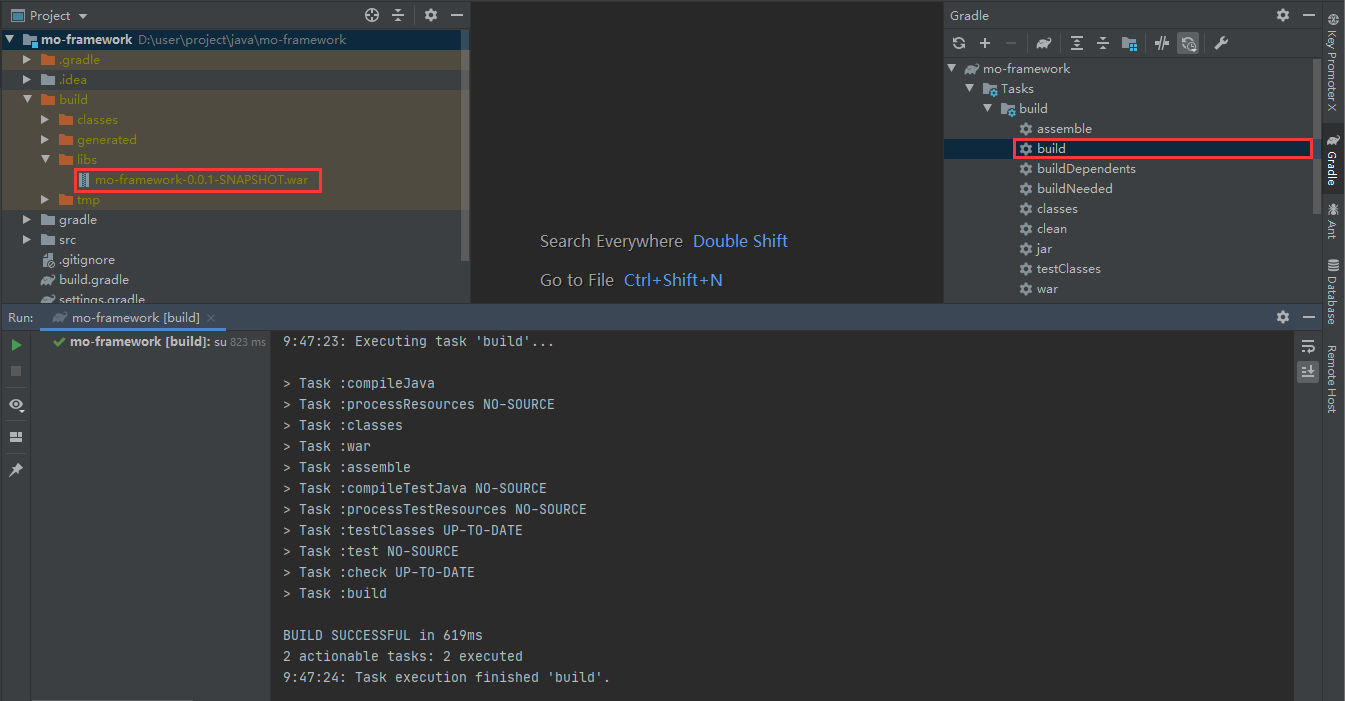 Project
mo-framework D:\user\project\java\mo-framework
.gradle
.idea
build
classes
generated
libs
mo-framework-0.0.1-SNAPSHOT.war
tmp
gradle
src
.gitignore
build.gradle
settings.gradle
Search Everywhere Double Shift
Go to File Ctrl+Shift+N
Gradle
mo-framework
Tasks
build
assemble
build
buildDependents
buildNeeded
classes
clean
jar
testClasses
war
Key Promoter X
Gradle
Ant
Database
Remote Host
Run: mo-framework [build]
mo-framework [build]: su 823 ms
9:47:23: Executing task 'build'...
> Task :compileJava
> Task :processResources NO-SOURCE
> Task :classes
> Task :war
> Task :assemble
> Task :compileTestJava NO-SOURCE
> Task :processTestResources NO-SOURCE
> Task :testClasses UP-TO-DATE
> Task :test NO-SOURCE
> Task :check UP-TO-DATE
> Task :build
BUILD SUCCESSFUL in 619ms
2 actionable tasks: 2 executed
9:47:24: Task execution finished 'build'.